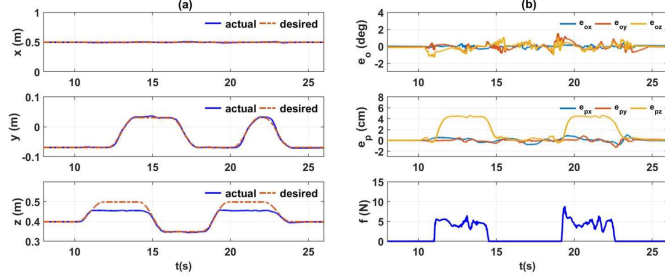 (a)
actual desired
x (m)
1
0.5
0
10 15 20 25
actual desired
y (m)
0.1
0
-0.1
10 15 20 25
actual desired
z (m)
0.5
0.4
0.3
10 15 20 25
t(s)
(b)
e_ox e_oy e_oz
e_o (deg)
4
2
0
-2
10 15 20 25
e_px e_py e_pz
e_p (cm)
8
6
4
2
0
-2
10 15 20 25
f (N)
15
10
5
0
10 15 20 25
t(s)